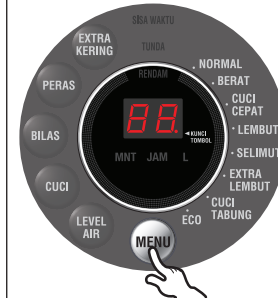 SISA WAKTU
TUNDA
RENDAM
EXTRA
KERING
PERAS
BILAS
CUCI
LEVEL
AIR
MENU
88.
KUNCI
TOMBOL
MNT JAM L
NORMAL
BERAT
CUCI
CEPAT
LEMBUT
SELIMUT
EXTRA
LEMBUT
CUCI
TABUNG
ECO